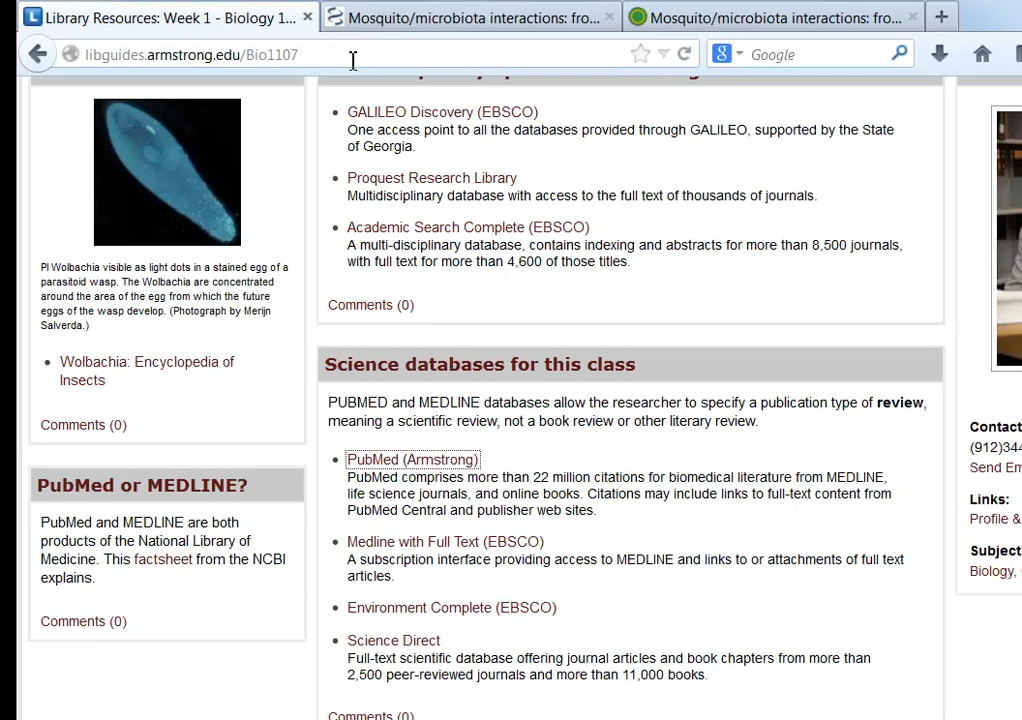 Library Resources: Week 1 - Biology 1...
Mosquito/microbiota interactions: fro...
Mosquito/microbiota interactions: fro...
libguides.armstrong.edu/Bio1107
Google
PI Wolbachia visible as light dots in a stained egg of a
parasitoid wasp. The Wolbachia are concentrated
around the area of the egg from which the future
eggs of the wasp develop. (Photograph by Merijn
Salverda.)
Wolbachia: Encyclopedia of
Insects
Comments (0)
PubMed or MEDLINE?
PubMed and MEDLINE are both
products of the National Library of
Medicine. This factsheet from the NCBI
explains.
Comments (0)
GALILEO Discovery (EBSCO)
One access point to all the databases provided through GALILEO, supported by the State
of Georgia.
Proquest Research Library
Multidisciplinary database with access to the full text of thousands of journals.
Academic Search Complete (EBSCO)
A multi-disciplinary database, contains indexing and abstracts for more than 8,500 journals,
with full text for more than 4,600 of those titles.
Comments (0)
Science databases for this class
PUBMED and MEDLINE databases allow the researcher to specify a publication type of review,
meaning a scientific review, not a book review or other literary review.
PubMed (Armstrong)
PubMed comprises more than 22 million citations for biomedical literature from MEDLINE,
life science journals, and online books. Citations may include links to full-text content from
PubMed Central and publisher web sites.
Medline with Full Text (EBSCO)
A subscription interface providing access to MEDLINE and links to or attachments of full text
articles.
Environment Complete (EBSCO)
Science Direct
Full-text scientific database offering journal articles and book chapters from more than
2,500 peer-reviewed journals and more than 11,000 books.
Comments (0)
Contact
(912)344
Send Em
Links:
Profile &
Subject
Biology,